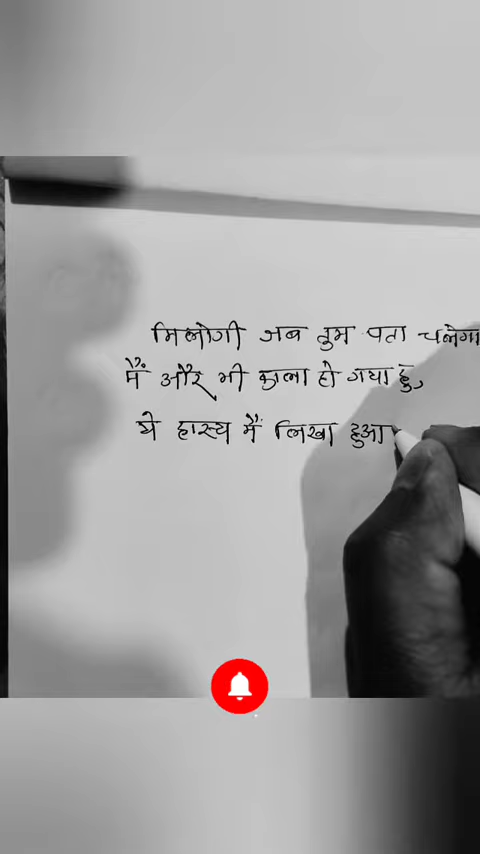 मिलोगी जब तुम पता चलेगा
मैं और भी काला हो गया हूं,
ये हास्य मैं लिखा हुआ